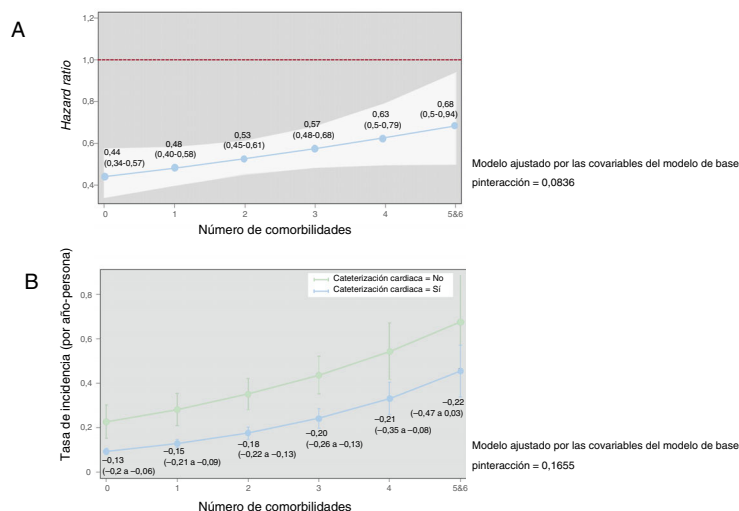 A
1,2
1,0
0,8
0,6
0,4
Hazard ratio
0,44
(0,34-0,57)
0,48
(0,40-0,58)
0,53
(0,45-0,61)
0,57
(0,48-0,68)
0,63
(0,5-0,79)
0,68
(0,5-0,94)
0
1
2
3
4
5&6
Número de comorbilidades
Modelo ajustado por las covariables del modelo de base
pinteracción = 0,0836
B
Tasa de incidencia (por año-persona)
0,8
0,6
0,4
0,2
0
Cateterización cardiaca = No
Cateterización cardiaca = Sí
−0,13
(−0,2 a −0,06)
−0,15
(−0,21 a −0,09)
−0,18
(−0,22 a −0,13)
−0,20
(−0,26 a −0,13)
−0,21
(−0,35 a −0,08)
−0,22
(−0,47 a 0,03)
0
1
2
3
4
5&6
Número de comorbilidades
Modelo ajustado por las covariables del modelo de base
pinteracción = 0,1655